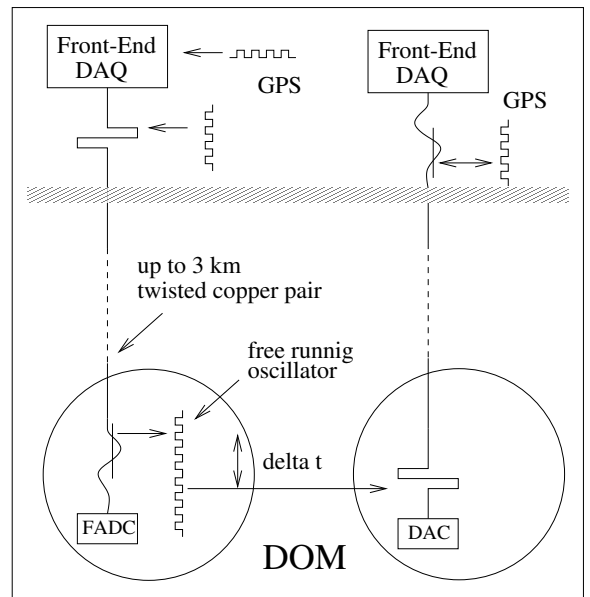 Front-End
DAQ
GPS
Front-End
DAQ
GPS
up to 3 km
twisted copper pair
free runnig
oscillator
delta t
FADC
DAC
DOM